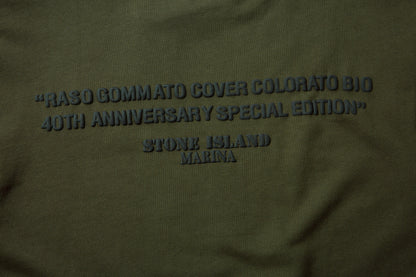 “RASO GOMMATO COVER COLORATO BIO
40TH ANNIVERSARY SPECIAL EDITION”
STONE ISLAND
MARINA